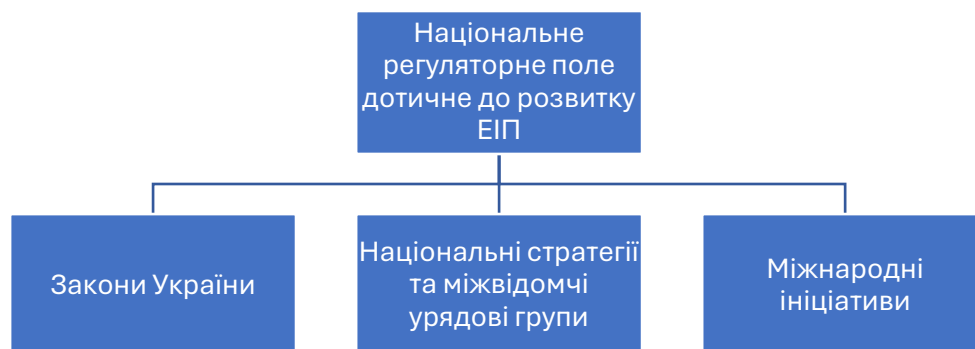 Національне
регуляторне поле
дотичне до розвитку
ЕІП
Закони України
Національні стратегії
та міжвідомчі
урядові групи
Міжнародні
ініціативи